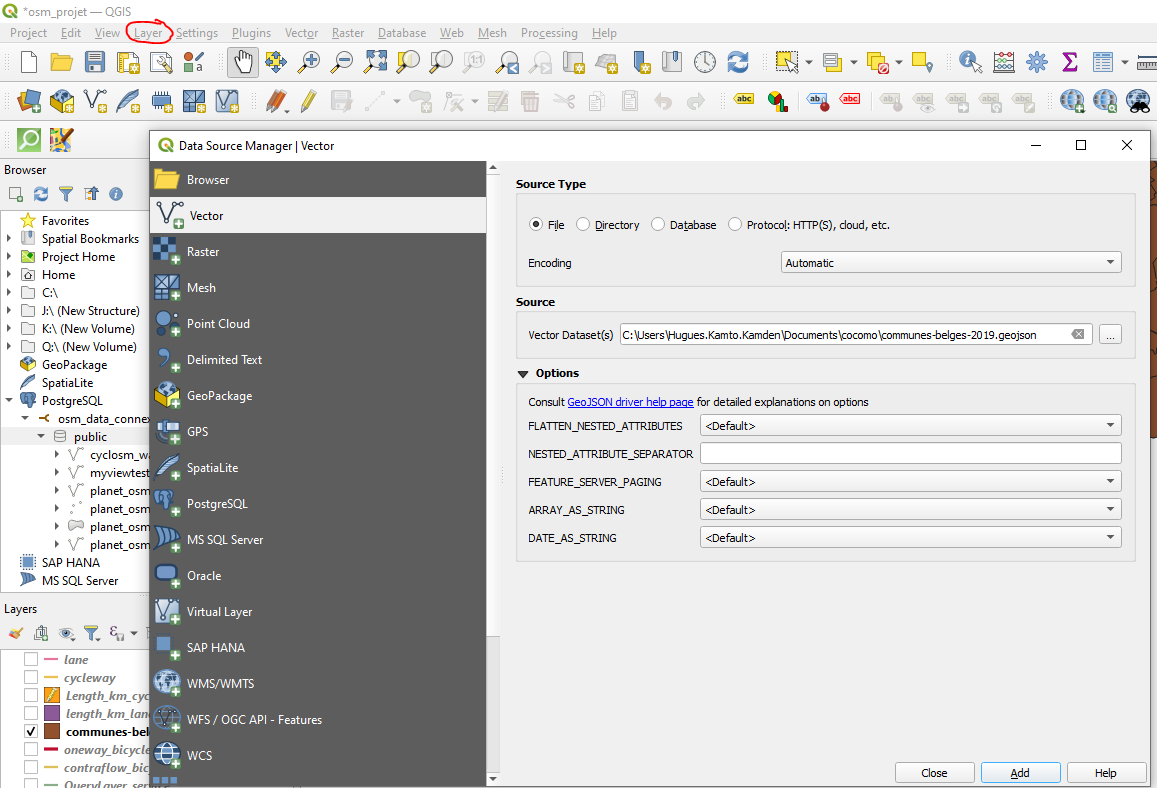 *osm_projet — QGIS
Project Edit View Layer Settings Plugins Vector Raster Database Web Mesh Processing Help
abc abc abc
Browser
Favorites
Spatial Bookmarks
Project Home
Home
C:\
J:\ (New Structure)
K:\ (New Volume)
Q:\ (New Volume)
GeoPackage
SpatiaLite
PostgreSQL
osm_data_connex
public
cyclosm_wa
myviewtest
planet_osm
planet_osm
planet_osm
planet_osm
SAP HANA
MS SQL Server
Layers
lane
cycleway
Length_km_cyc
length_km_lan
communes-bel
oneway_bicycle
contraflow_bic
QueryLayer_se
Data Source Manager | Vector
Browser
Vector
Raster
Mesh
Point Cloud
Delimited Text
GeoPackage
GPS
SpatiaLite
PostgreSQL
MS SQL Server
Oracle
Virtual Layer
SAP HANA
WMS/WMTS
WFS / OGC API - Features
WCS
Source Type
File Directory Database Protocol: HTTP(S), cloud, etc.
Encoding Automatic
Source
Vector Dataset(s) C:\Users\Hugues.Kamto.Kamden\Documents\cocomo\communes-belges-2019.geojson ...
Options
Consult GeoJSON driver help page for detailed explanations on options
FLATTEN_NESTED_ATTRIBUTES <Default>
NESTED_ATTRIBUTE_SEPARATOR
FEATURE_SERVER_PAGING <Default>
ARRAY_AS_STRING <Default>
DATE_AS_STRING <Default>
Close Add Help